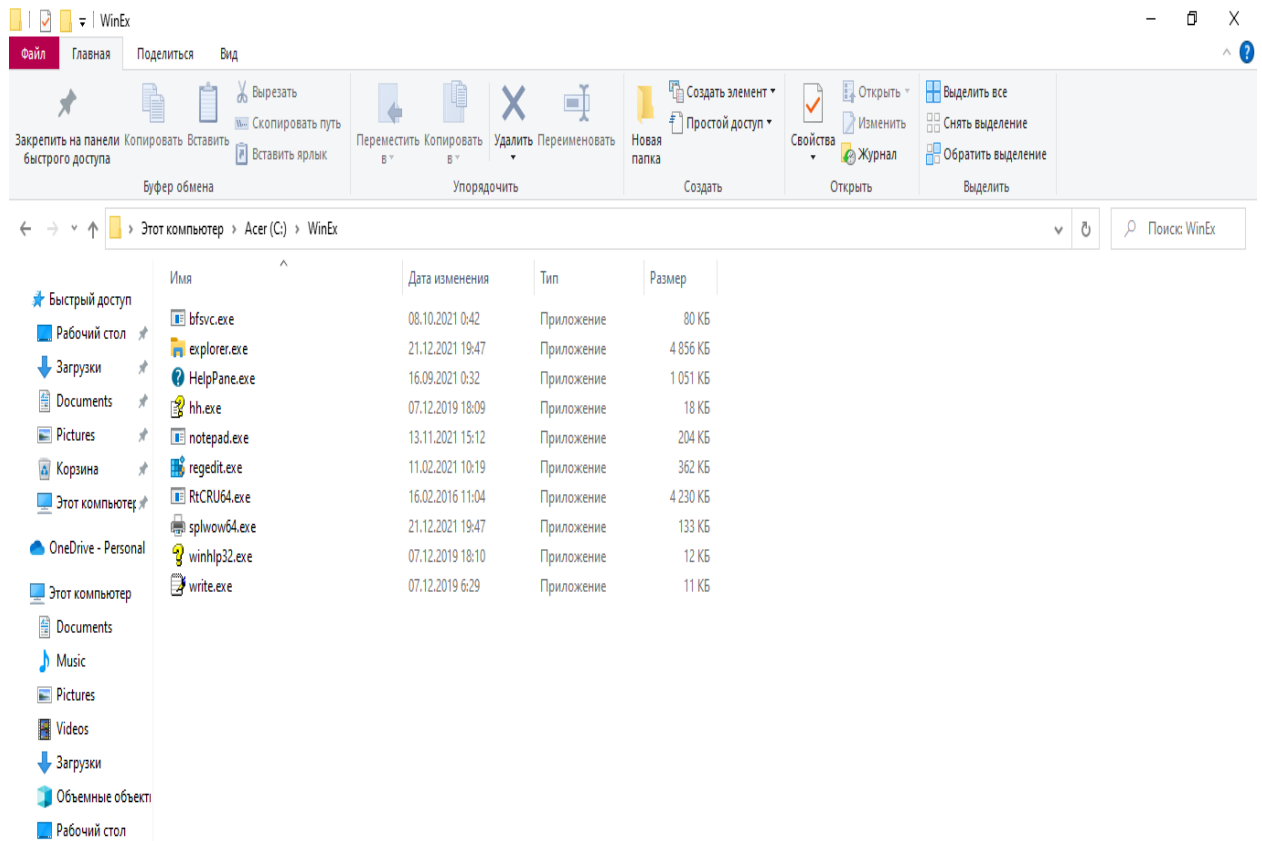 WinEx
Файл Главная Поделиться Вид
Закрепить на панели быстрого доступа
Копировать
Вставить
Вырезать
Скопировать путь
Вставить ярлык
Буфер обмена
Переместить в
Копировать в
Удалить
Переименовать
Упорядочить
Новая папка
Создать элемент
Простой доступ
Создать
Свойства
Открыть
Изменить
Журнал
Открыть
Выделить все
Снять выделение
Обратить выделение
Выделить
Этот компьютер › Acer (C:) › WinEx
Поиск: WinEx
Быстрый доступ
Рабочий стол
Загрузки
Documents
Pictures
Корзина
Этот компьютер
OneDrive - Personal
Этот компьютер
Documents
Music
Pictures
Videos
Загрузки
Объемные объекты
Рабочий стол
Имя Дата изменения Тип Размер
bfsvc.exe 08.10.2021 0:42 Приложение 80 КБ
explorer.exe 21.12.2021 19:47 Приложение 4 856 КБ
HelpPane.exe 16.09.2021 0:32 Приложение 1 051 КБ
hh.exe 07.12.2019 18:09 Приложение 18 КБ
notepad.exe 13.11.2021 15:12 Приложение 204 КБ
regedit.exe 11.02.2021 10:19 Приложение 362 КБ
RtCRU64.exe 16.02.2016 11:04 Приложение 4 230 КБ
splwow64.exe 21.12.2021 19:47 Приложение 133 КБ
winhlp32.exe 07.12.2019 18:10 Приложение 12 КБ
write.exe 07.12.2019 6:29 Приложение 11 КБ